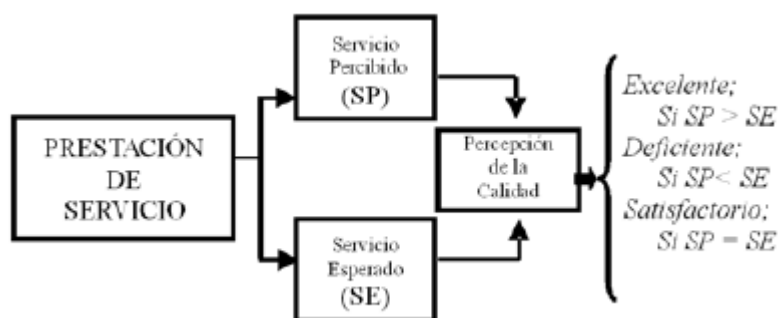 PRESTACIÓN
DE
SERVICIO
Servicio
Percibido
(SP)
Servicio
Esperado
(SE)
Percepción
de la
Calidad
Excelente;
Si SP > SE
Deficiente;
Si SP< SE
Satisfactorio;
Si SP = SE